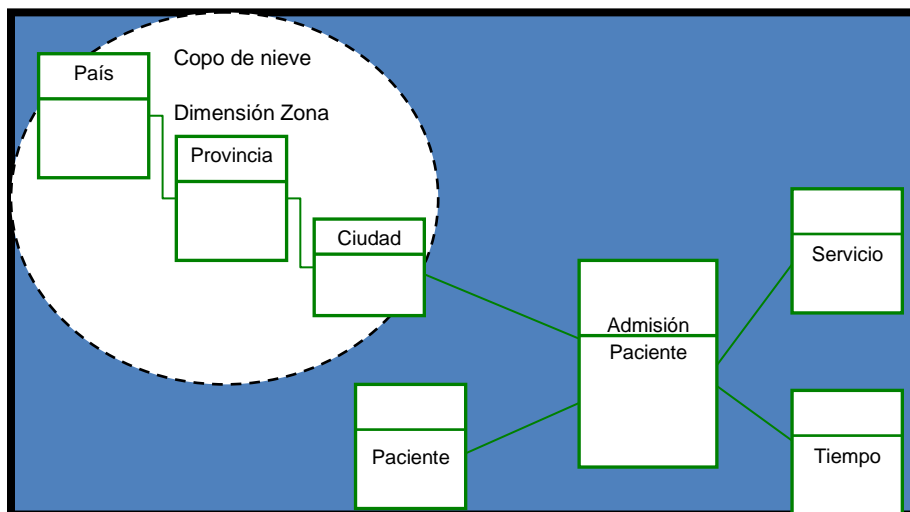 Copo de nieve
País
Dimensión Zona
Provincia
Ciudad
Servicio
Admisión
Paciente
Paciente
Tiempo